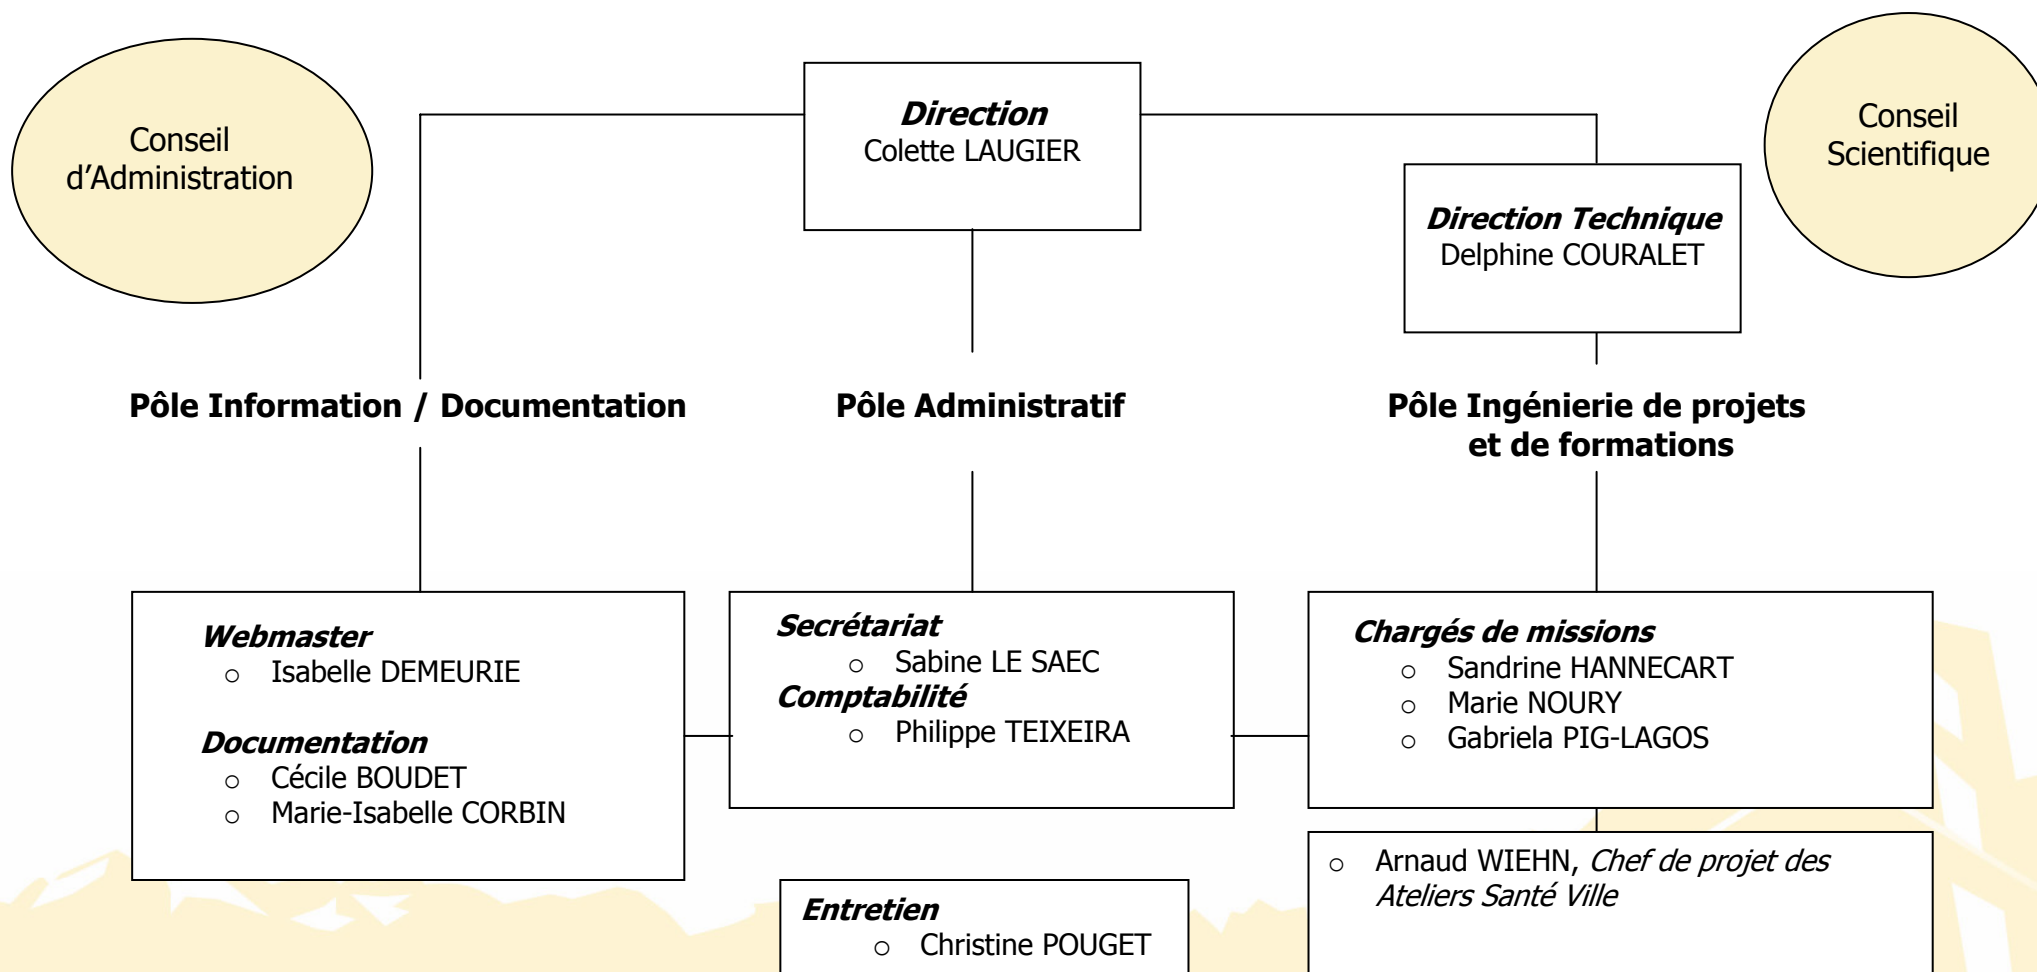 Conseil
d’Administration
Direction
Colette LAUGIER
Conseil
Scientifique
Direction Technique
Delphine COURALET
Pôle Information / Documentation
Pôle Administratif
Pôle Ingénierie de projets
et de formations
Webmaster
o Isabelle DEMEURIE
Documentation
o Cécile BOUDET
o Marie-Isabelle CORBIN
Secrétariat
o Sabine LE SAEC
Comptabilité
o Philippe TEIXEIRA
Chargés de missions
o Sandrine HANNECART
o Marie NOURY
o Gabriela PIG-LAGOS
o Arnaud WIEHN, Chef de projet des
Ateliers Santé Ville
Entretien
o Christine POUGET